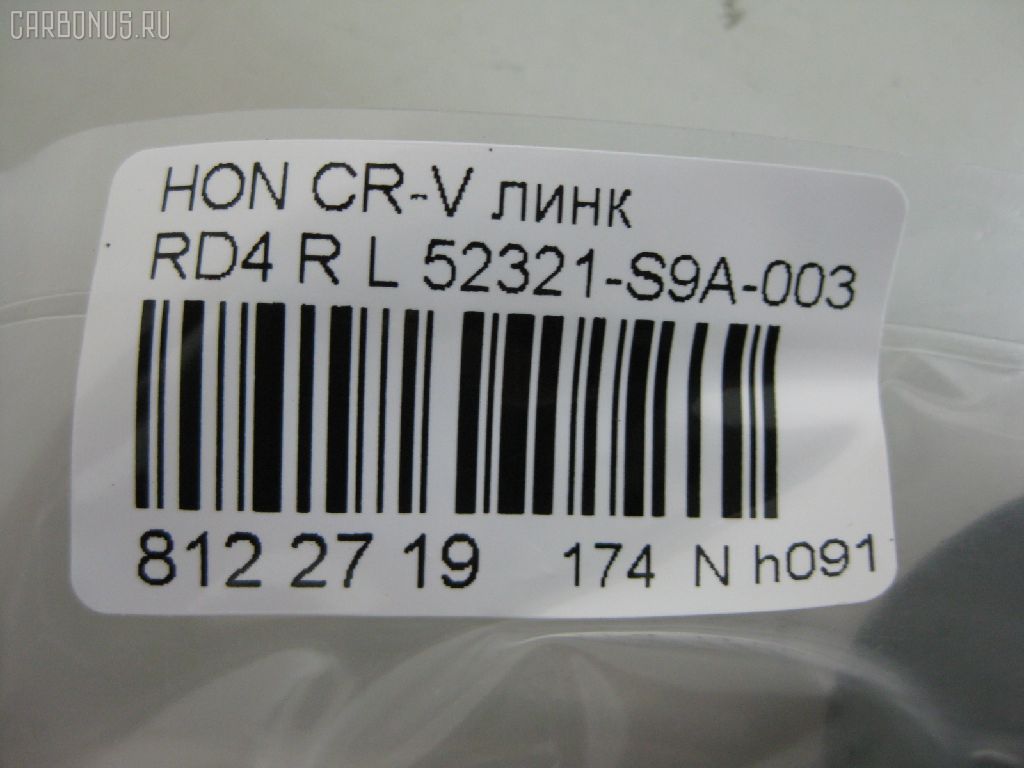 CARBONUS.RU
HON CR-V линк
RD4 R L 52321-S9A-003
812 27 19 174 N h091